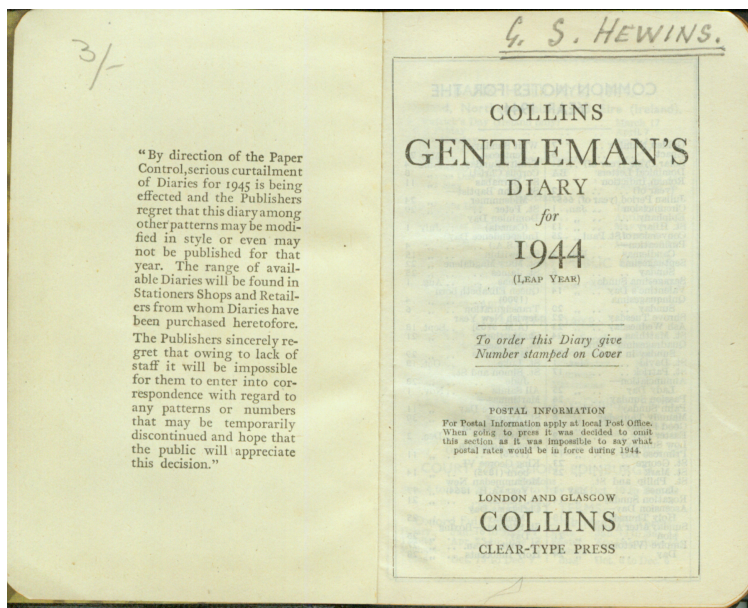 3/-
"By direction of the Paper
Control, serious curtailment
of Diaries for 1945 is being
effected and the Publishers
regret that this diary among
other patterns may be modi-
fied in style or even may
not be published for that
year. The range of avail-
able Diaries will be found in
Stationers Shops and Retail-
ers from whom Diaries have
been purchased heretofore.
The Publishers sincerely re-
gret that owing to lack of
staff it will be impossible
for them to enter into cor-
respondence with regard to
any patterns or numbers
that may be temporarily
discontinued and hope that
the public will appreciate
this decision."
G. S. HEWINS.
COLLINS
GENTLEMAN'S
DIARY
for
1944
(LEAP YEAR)
To order this Diary give
Number stamped on Cover
POSTAL INFORMATION
For Postal Information apply at local Post Office.
When going to press it was decided to omit
this section as it was impossible to say what
postal rates would be in force during 1944.
LONDON AND GLASGOW
COLLINS
CLEAR-TYPE PRESS